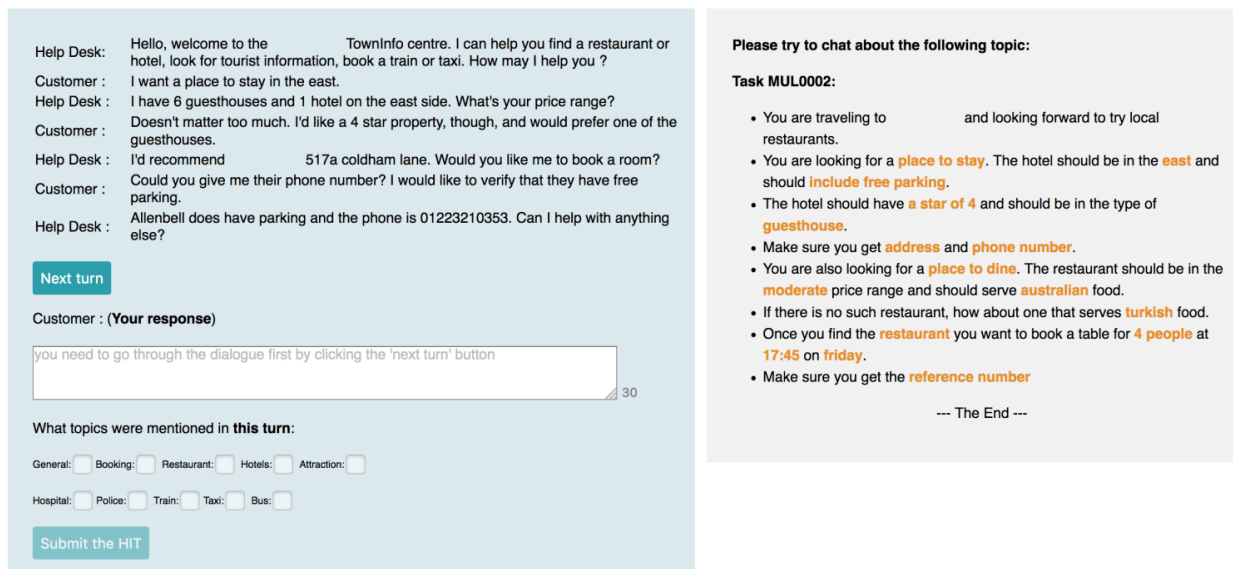 Help Desk: Hello, welcome to the TownInfo centre. I can help you find a restaurant or
hotel, look for tourist information, book a train or taxi. How may I help you ?
Customer : I want a place to stay in the east.
Help Desk : I have 6 guesthouses and 1 hotel on the east side. What's your price range?
Customer : Doesn't matter too much. I'd like a 4 star property, though, and would prefer one of the
guesthouses.
Help Desk : I'd recommend 517a coldham lane. Would you like me to book a room?
Customer : Could you give me their phone number? I would like to verify that they have free
parking.
Help Desk : Allenbell does have parking and the phone is 01223210353. Can I help with anything
else?
Next turn
Customer : (Your response)
you need to go through the dialogue first by clicking the 'next turn' button
30
What topics were mentioned in this turn:
General: Booking: Restaurant: Hotels: Attraction:
Hospital: Police: Train: Taxi: Bus:
Submit the HIT
Please try to chat about the following topic:
Task MUL0002:
• You are traveling to and looking forward to try local
restaurants.
• You are looking for a place to stay. The hotel should be in the east and
should include free parking.
• The hotel should have a star of 4 and should be in the type of
guesthouse.
• Make sure you get address and phone number.
• You are also looking for a place to dine. The restaurant should be in the
moderate price range and should serve australian food.
• If there is no such restaurant, how about one that serves turkish food.
• Once you find the restaurant you want to book a table for 4 people at
17:45 on friday.
• Make sure you get the reference number
--- The End ---